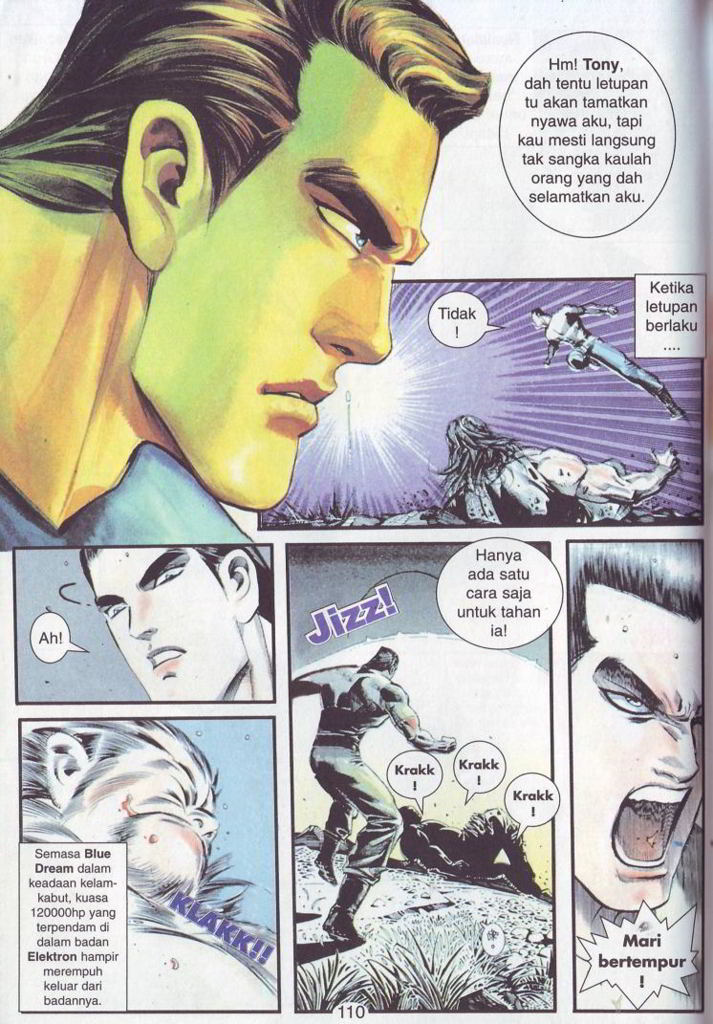 Hm! Tony,
dah tentu letupan
tu akan tamatkan
nyawa aku, tapi
kau mesti langsung
tak sangka kaulah
orang yang dah
selamatkan aku.
Ketika
letupan
berlaku
....
Tidak
!
Ah!
Jizz!
Hanya
ada satu
cara saja
untuk tahan
ia!
Krakk
!
Krakk
!
Krakk
!
Mari
bertempur
!
KLAKK!!
Semasa Blue
Dream dalam
keadaan kelam-
kabut, kuasa
120000hp yang
terpendam di
dalam badan
Elektron hampir
merempuh
keluar dari
badannya.
110